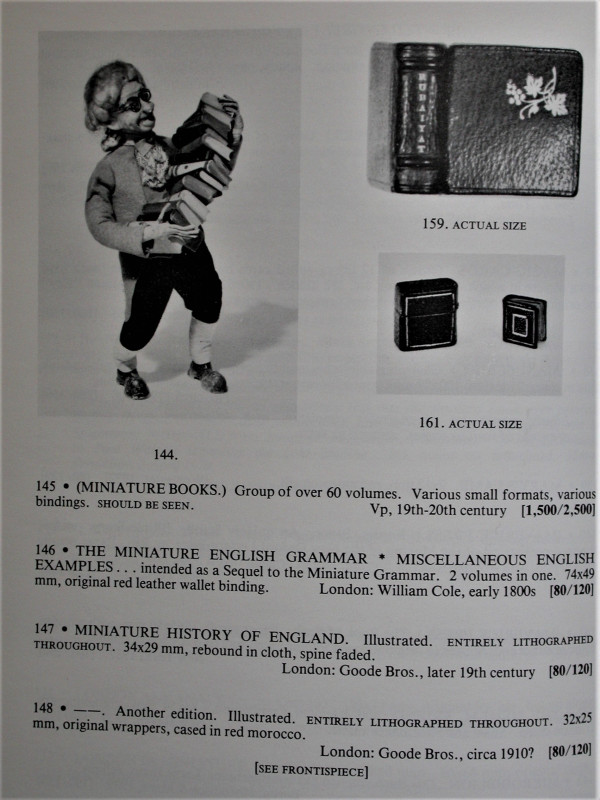 RUBAIYAT
159. ACTUAL SIZE
161. ACTUAL SIZE
144.
145 • (MINIATURE BOOKS.) Group of over 60 volumes. Various small formats, various
bindings. SHOULD BE SEEN. Vp, 19th-20th century [1,500/2,500]
146 • THE MINIATURE ENGLISH GRAMMAR * MISCELLANEOUS ENGLISH
EXAMPLES . . . intended as a Sequel to the Miniature Grammar. 2 volumes in one. 74x49
mm, original red leather wallet binding. London: William Cole, early 1800s [80/120]
147 • MINIATURE HISTORY OF ENGLAND. Illustrated. ENTIRELY LITHOGRAPHED
THROUGHOUT. 34x29 mm, rebound in cloth, spine faded.
London: Goode Bros., later 19th century [80/120]
148 • ——. Another edition. Illustrated. ENTIRELY LITHOGRAPHED THROUGHOUT. 32x25
mm, original wrappers, cased in red morocco.
London: Goode Bros., circa 1910? [80/120]
[SEE FRONTISPIECE]